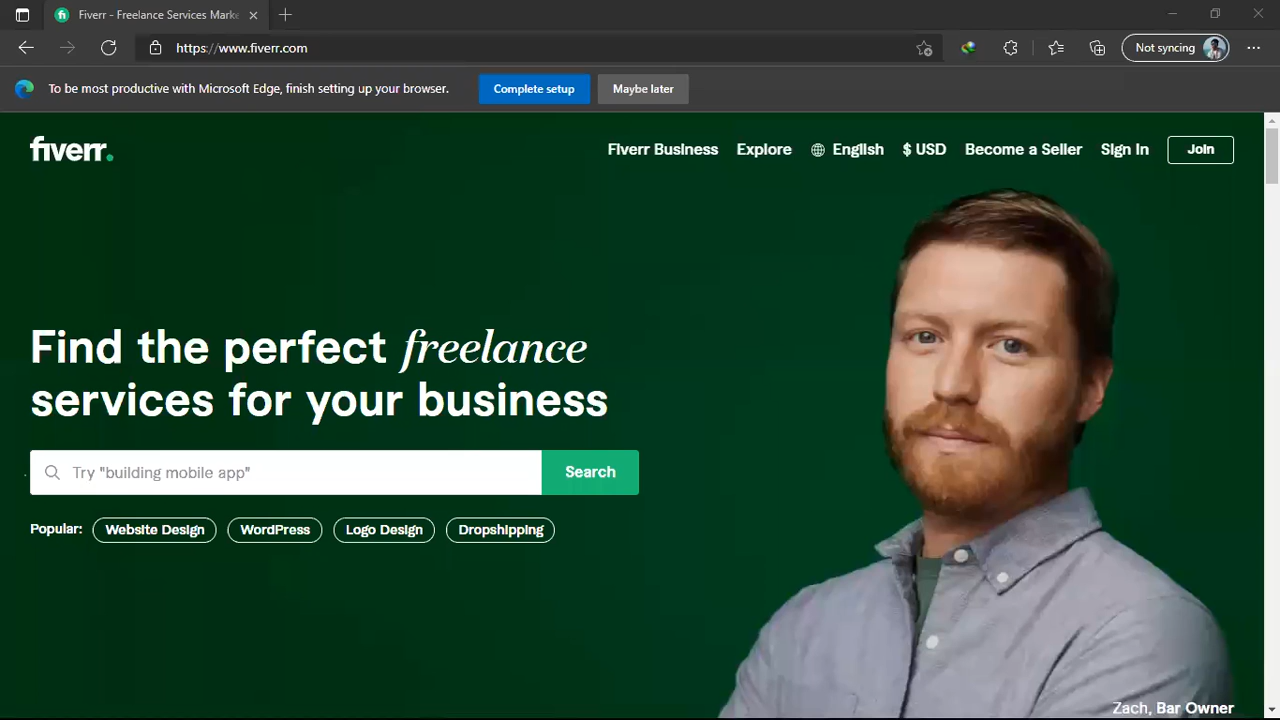 Fiverr - Freelance Services Marke
https://www.fiverr.com
Not syncing
To be most productive with Microsoft Edge, finish setting up your browser.
Complete setup
Maybe later
fiverr.
Fiverr Business
Explore
English
$ USD
Become a Seller
Sign In
Join
Find the perfect freelance
services for your business
Try "building mobile app"
Search
Popular:
Website Design
WordPress
Logo Design
Dropshipping
Zach, Bar Owner